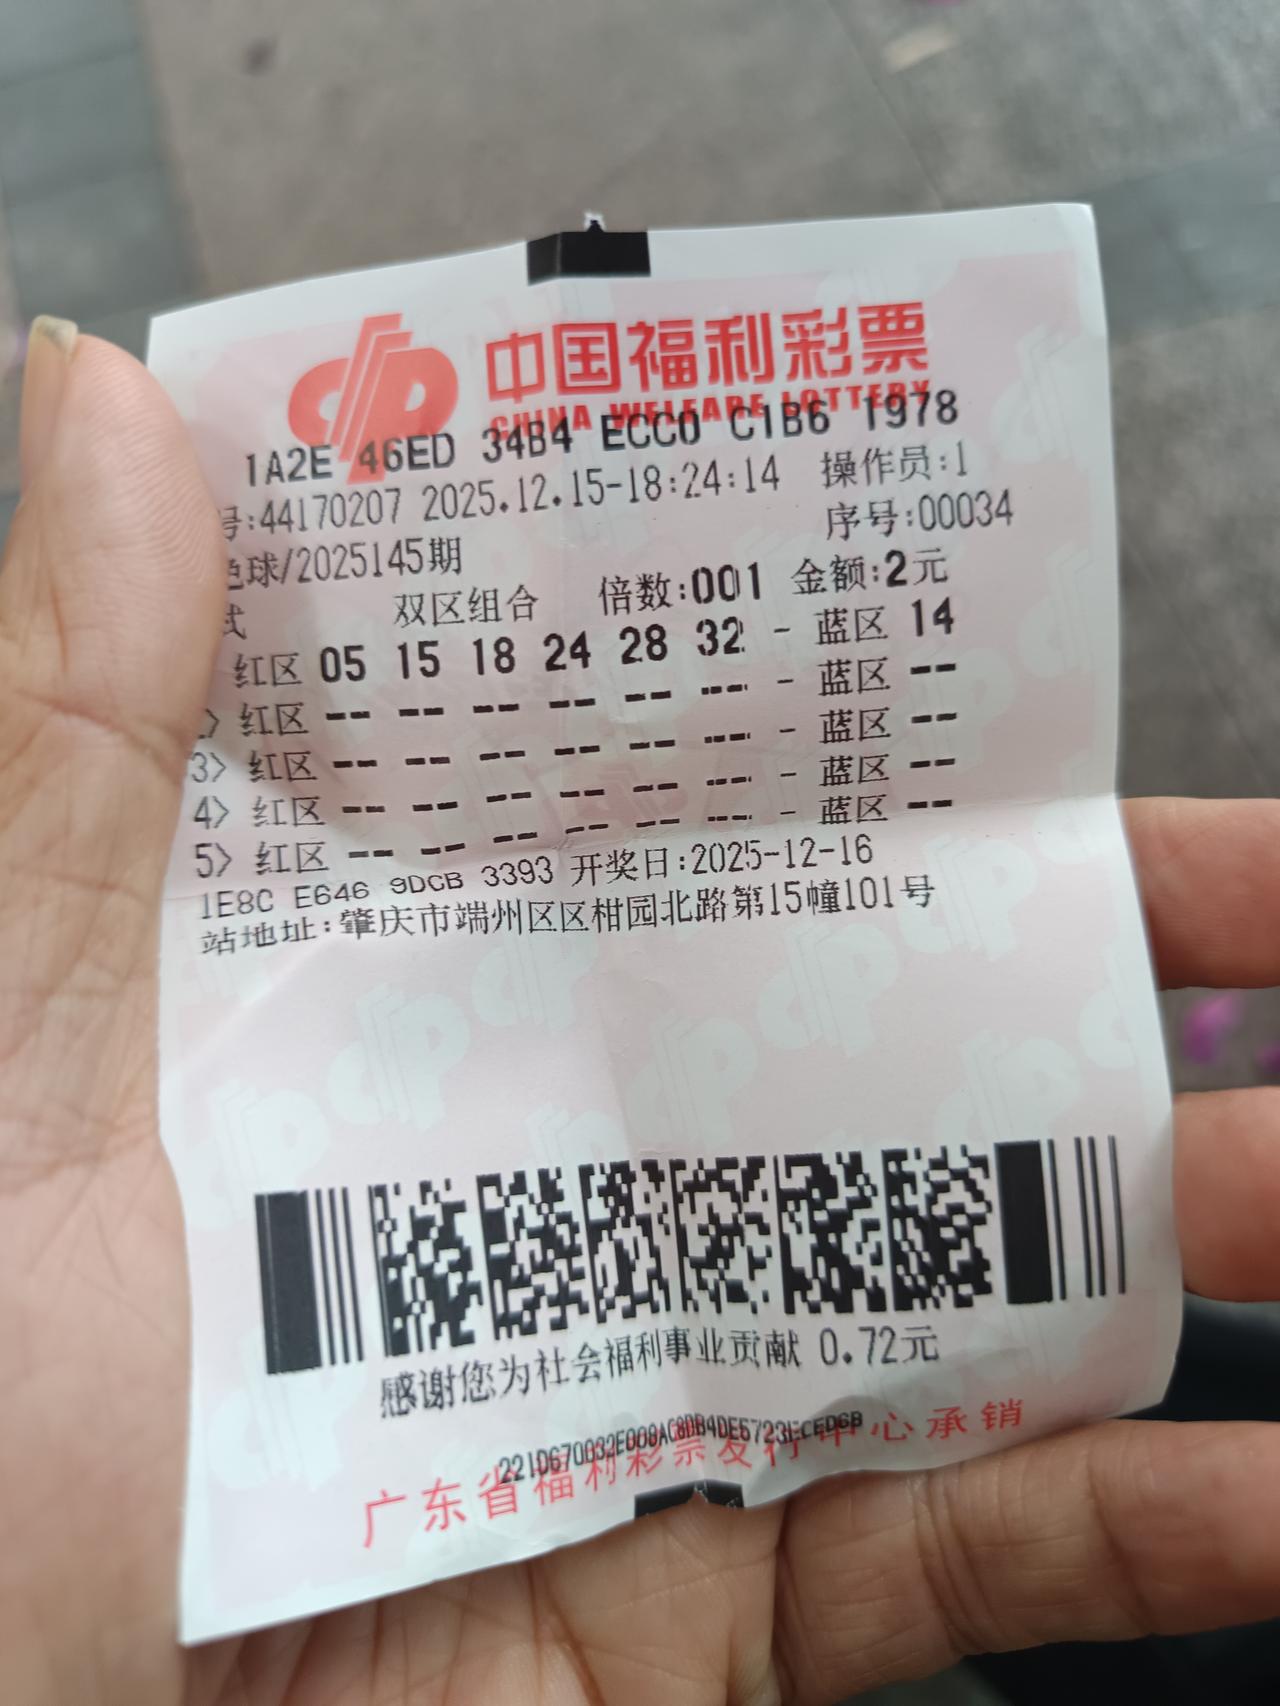 中国福利彩票
CHINA WELFARE LOTTERY
1A2E 46ED 34B4 ECC0 C1B6 1978
号:44170207 2025.12.15-18:24:14 操作员:1
色球/2025145期 序号:00034
式 双区组合 倍数:001 金额:2元
红区 05 15 18 24 28 32 - 蓝区 14
2> 红区 -- -- -- -- -- -- - 蓝区 --
3> 红区 -- -- -- -- -- -- - 蓝区 --
4> 红区 -- -- -- -- -- -- - 蓝区 --
5> 红区 -- -- -- -- -- -- - 蓝区 --
1E8C E646 9DCB 3393 开奖日:2025-12-16
站地址:肇庆市端州区区柑园北路第15幢101号
感谢您为社会福利事业贡献 0.72元
广东省福利彩票发行中心承销